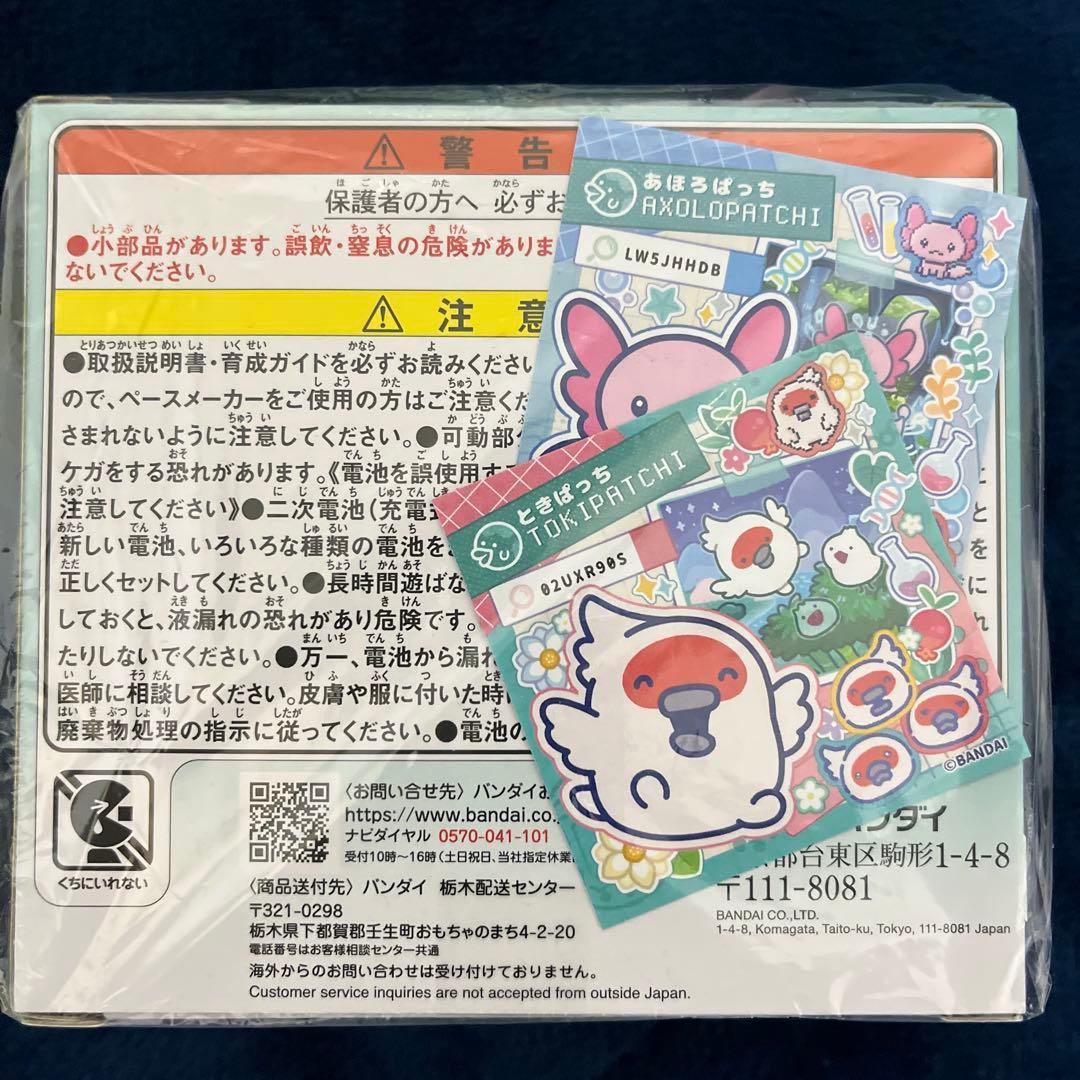 警告
保護者の方へ 必ずお
●小部品があります。誤飲・窒息の危険がありま
ないでください。
注意
●取扱説明書・育成ガイドを必ずお読みくださ
ので、ペースメーカーをご使用の方はご注意くだ
さまれないように注意してください。●可動部
ケガをする恐れがあります。《電池を誤使用す
注意してください》●二次電池(充電
新しい電池、いろいろな種類の電池を
正しくセットしてください。●長時間遊ばな
しておくと、液漏れの恐れがあり危険です。
たりしないでください。●万一、電池から漏れ
医師に相談してください。皮膚や服に付いた時
廃棄物処理の指示に従ってください。●電池の
くちにいれない
〈お問い合せ先〉バンダイお
https://www.bandai.co.
ナビダイヤル 0570-041-101
受付10時〜16時(土日祝日、当社指定休業
〈商品送付先〉バンダイ 栃木配送センター
〒321-0298
栃木県下都賀郡壬生町おもちゃのまち4-2-20
電話番号はお客様相談センター共通
海外からのお問い合わせは受け付けておりません。
Customer service inquiries are not accepted from outside Japan.
あほろぱっち
AXOLOPATCHI
LW5JHHDB
ときぱっち
TOKIPATCHI
02UXR90S
©BANDAI
ンダイ
都台東区駒形1-4-8
〒111-8081
BANDAI CO.,LTD.
1-4-8, Komagata, Taito-ku, Tokyo, 111-8081 Japan